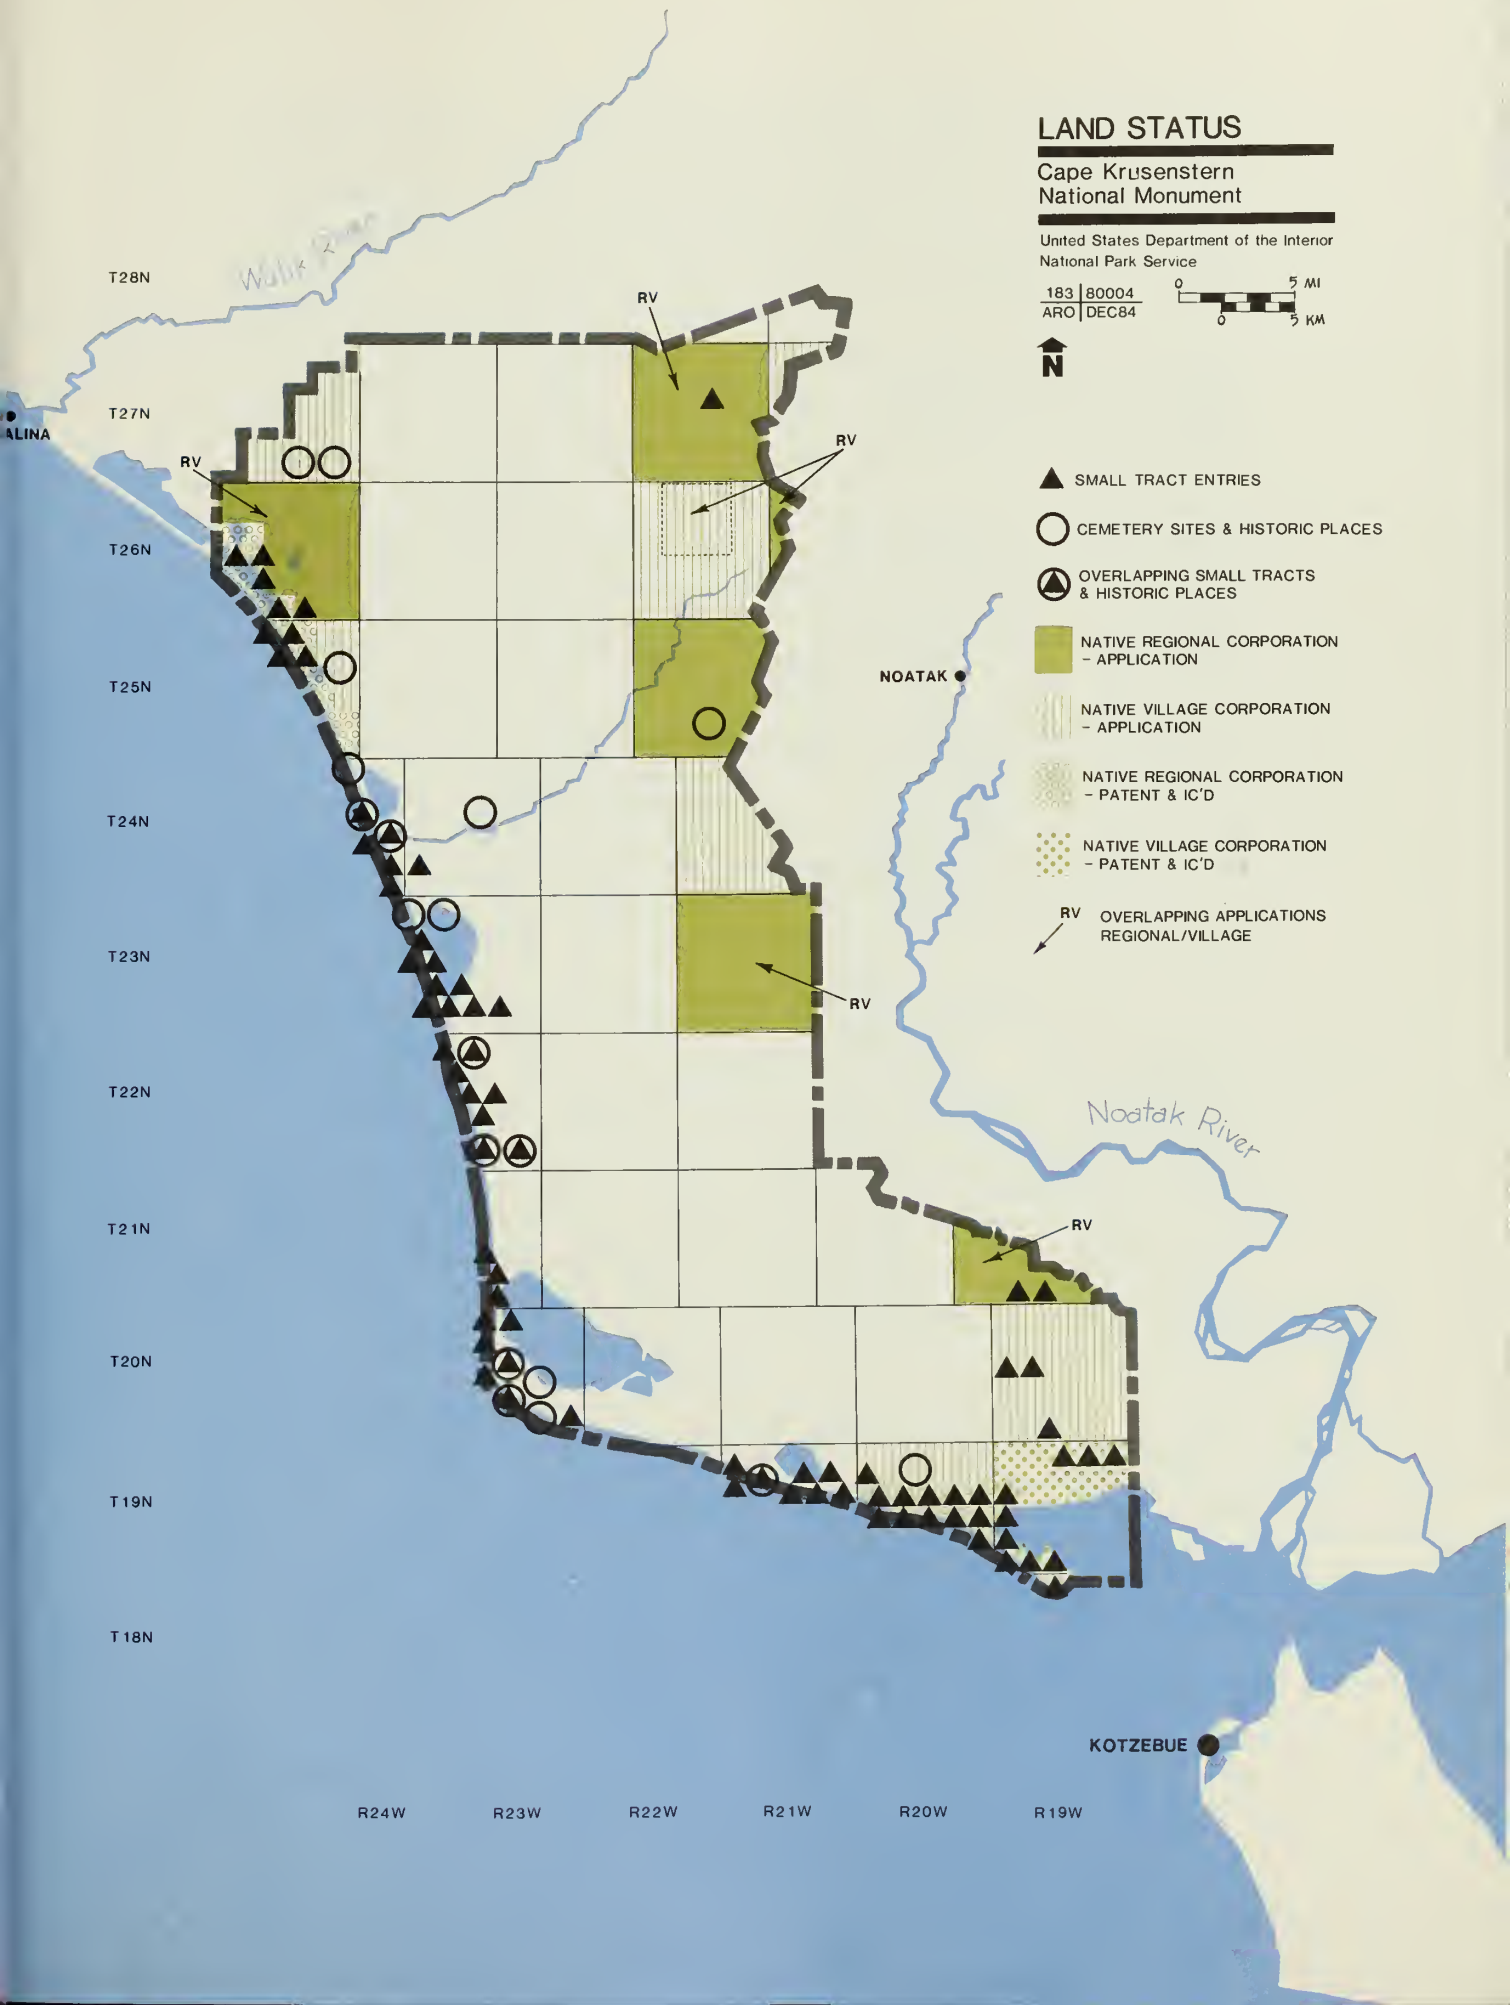 LAND STATUS
Cape Krusenstern
National Monument
United States Department of the Interior
National Park Service
183 80004
ARO DEC84
0 5 MI
0 5 KM
N
SMALL TRACT ENTRIES
CEMETERY SITES & HISTORIC PLACES
OVERLAPPING SMALL TRACTS
& HISTORIC PLACES
NATIVE REGIONAL CORPORATION
- APPLICATION
NATIVE VILLAGE CORPORATION
- APPLICATION
NATIVE REGIONAL CORPORATION
- PATENT & IC'D
NATIVE VILLAGE CORPORATION
- PATENT & IC'D
RV OVERLAPPING APPLICATIONS
REGIONAL/VILLAGE
T28N
River
RV
T27N
ALINA
RV
RV
T26N
T25N
NOATAK
T24N
T23N
RV
T22N
Noatak River
T21N
RV
T20N
T19N
T18N
KOTZEBUE
R24W
R23W
R22W
R21W
R20W
R19W